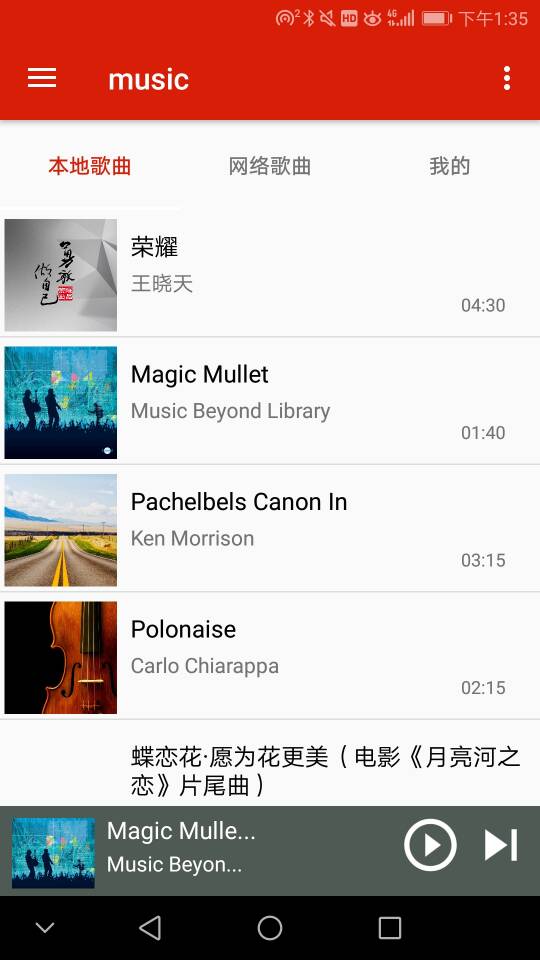 2 HD 4G 下午1:35
music
本地歌曲 网络歌曲 我的
勇敢
做自己
荣耀
王晓天
04:30
Magic Mullet
Music Beyond Library
01:40
Pachelbels Canon In
Ken Morrison
03:15
Polonaise
Carlo Chiarappa
02:15
蝶恋花·愿为花更美（电影《月亮河之
恋》片尾曲）
Magic Mulle...
Music Beyon...